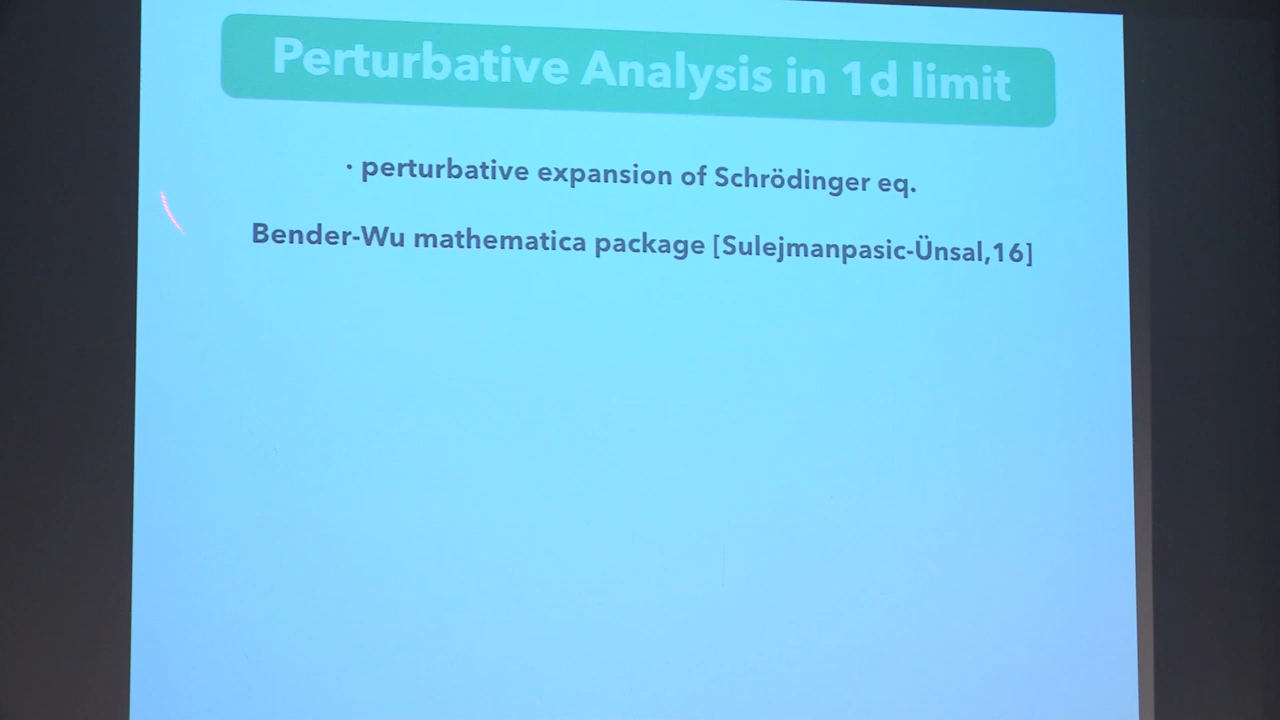 Perturbative Analysis in 1d limit
· perturbative expansion of Schrödinger eq.
Bender-Wu mathematica package [Sulejmanpasic-Ünsal,16]